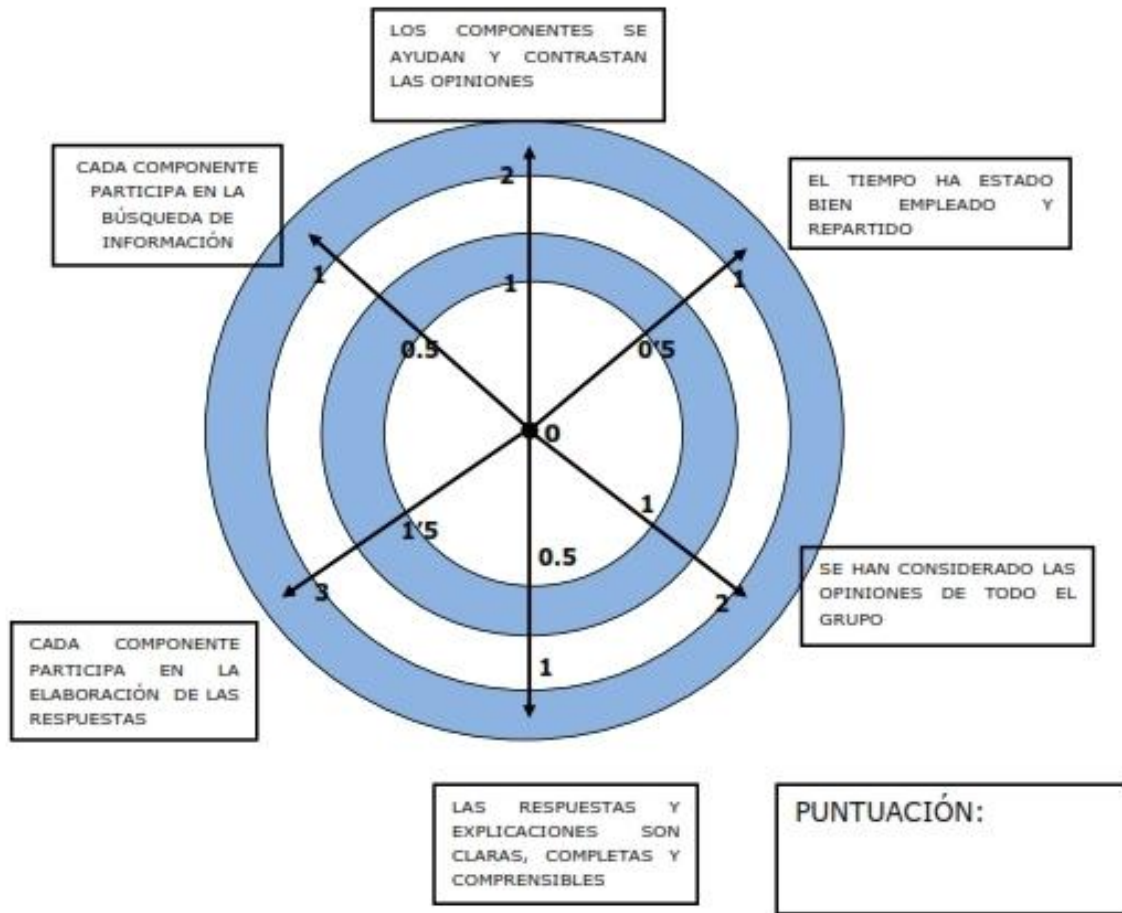 LOS COMPONENTES SE
AYUDAN Y CONTRASTAN
LAS OPINIONES
CADA COMPONENTE
PARTICIPA EN LA
BÚSQUEDA DE
INFORMACIÓN
EL TIEMPO HA ESTADO
BIEN EMPLEADO Y
REPARTIDO
2
1
1
1
0.5
0'5
0
1
1'5
0.5
3
2
1
SE HAN CONSIDERADO LAS
OPINIONES DE TODO EL
GRUPO
CADA COMPONENTE
PARTICIPA EN LA
ELABORACIÓN DE LAS
RESPUESTAS
LAS RESPUESTAS Y
EXPLICACIONES SON
CLARAS, COMPLETAS Y
COMPRENSIBLES
PUNTUACIÓN: